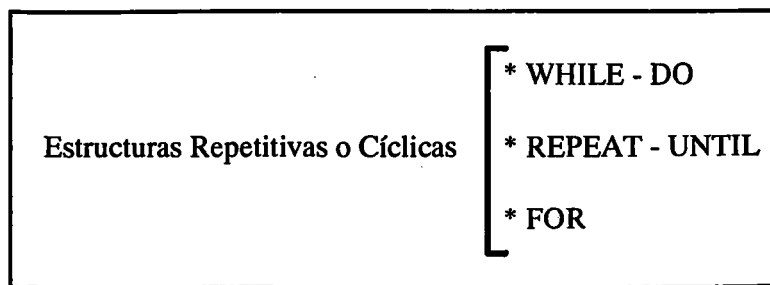 * WHILE - DO
Estructuras Repetitivas o Cíclicas * REPEAT - UNTIL
* FOR